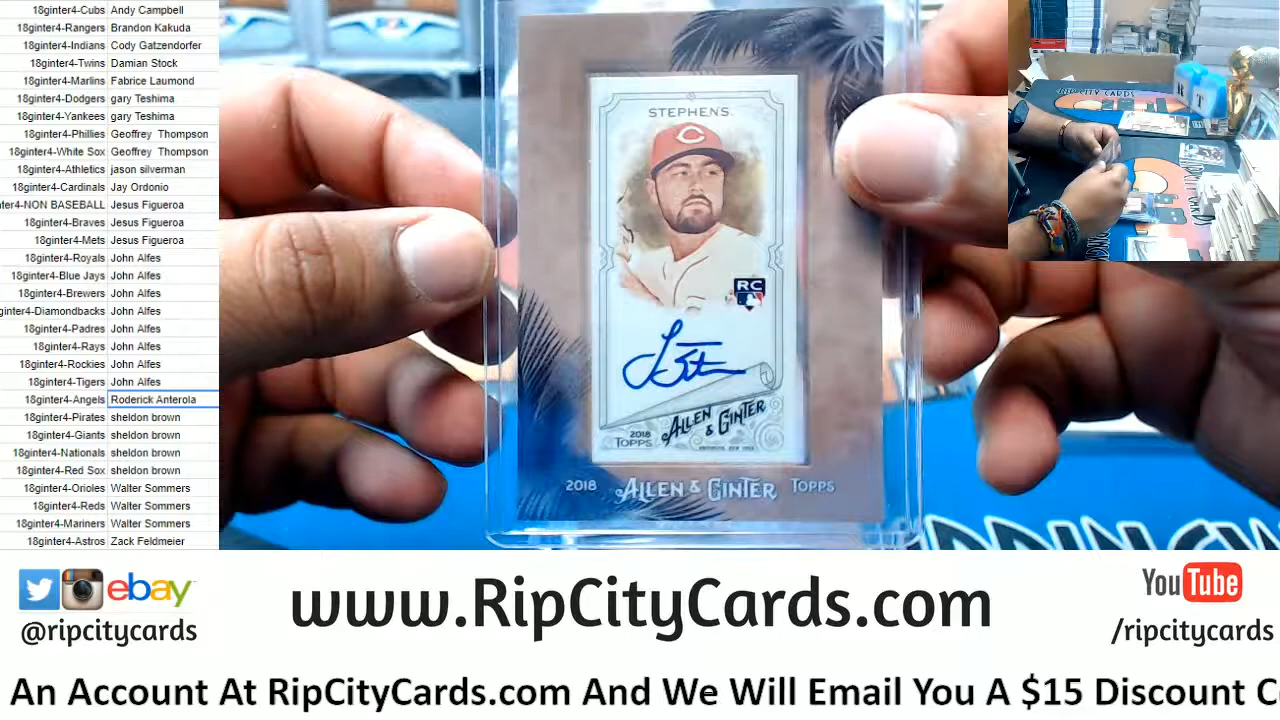 18ginter4-Cubs Andy Campbell
18ginter4-Rangers Brandon Kakuda
18ginter4-Indians Cody Gatzendorfer
18ginter4-Twins Damian Stock
18ginter4-Marlins Fabrice Laumond
18ginter4-Dodgers gary Teshima
18ginter4-Yankees gary Teshima
18ginter4-Phillies Geoffrey Thompson
18ginter4-White Sox Geoffrey Thompson
18ginter4-Athletics jason silverman
18ginter4-Cardinals Jay Ordonio
nter4-NON BASEBALL Jesus Figueroa
18ginter4-Braves Jesus Figueroa
18ginter4-Mets Jesus Figueroa
18ginter4-Royals John Alfes
18ginter4-Blue Jays John Alfes
18ginter4-Brewers John Alfes
ginter4-Diamondbacks John Alfes
18ginter4-Padres John Alfes
18ginter4-Rays John Alfes
18ginter4-Rockies John Alfes
18ginter4-Tigers John Alfes
18ginter4-Angels Roderick Anterola
18ginter4-Pirates sheldon brown
18ginter4-Giants sheldon brown
18ginter4-Nationals sheldon brown
18ginter4-Red Sox sheldon brown
18ginter4-Orioles Walter Sommers
18ginter4-Reds Walter Sommers
18ginter4-Mariners Walter Sommers
18ginter4-Astros Zack Feldmeier
STEPHENS
C
RC
2018
TOPPS
ALLEN
& GINTER
2018 ALLEN & GINTER TOPPS
RIPCITY CARDS
R T
ebay
@ripcitycards
www.RipCityCards.com
YouTube
/ripcitycards
An Account At RipCityCards.com And We Will Email You A $15 Discount C